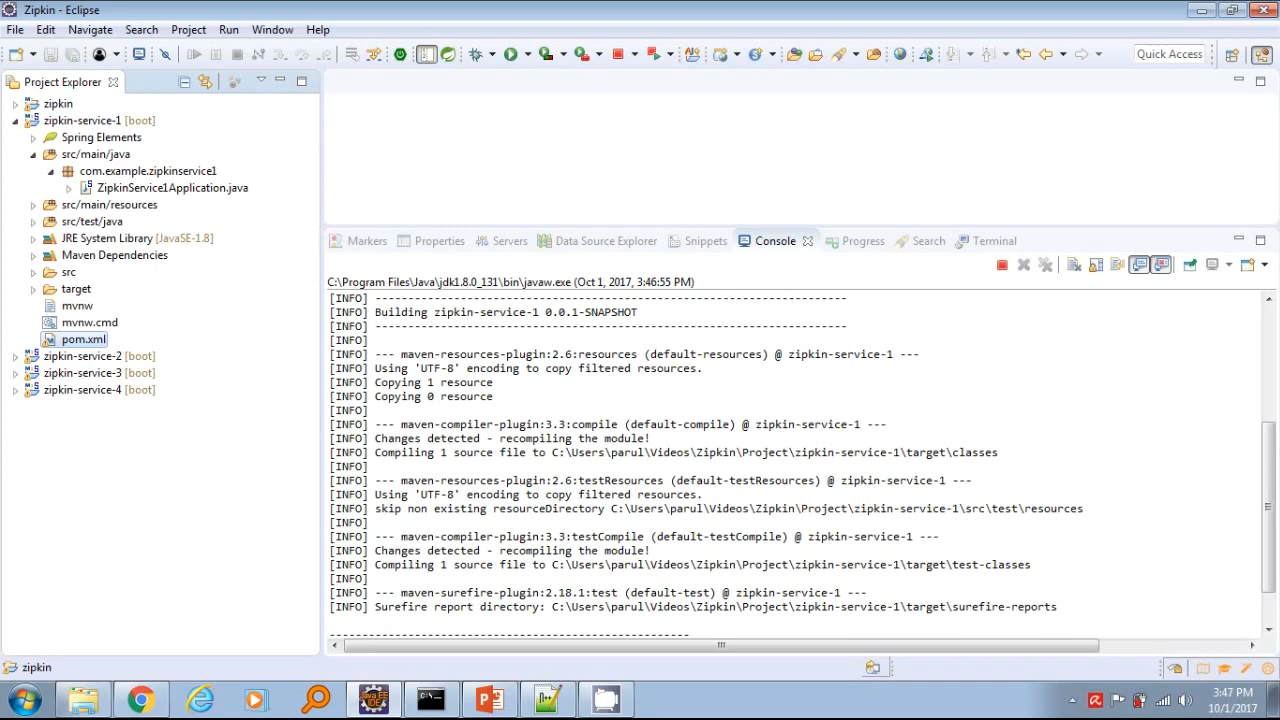 Zipkin - Eclipse
File Edit Navigate Search Project Run Window Help
Quick Access
Project Explorer
zipkin
zipkin-service-1 [boot]
Spring Elements
src/main/java
com.example.zipkinservice1
ZipkinService1Application.java
src/main/resources
src/test/java
JRE System Library [JavaSE-1.8]
Maven Dependencies
src
target
mvnw
mvnw.cmd
pom.xml
zipkin-service-2 [boot]
zipkin-service-3 [boot]
zipkin-service-4 [boot]
Markers Properties Servers Data Source Explorer Snippets Console Progress Search Terminal
C:\Program Files\Java\jdk1.8.0_131\bin\javaw.exe (Oct 1, 2017, 3:46:55 PM)
[INFO] ------------------------------------------------------------------------
[INFO] Building zipkin-service-1 0.0.1-SNAPSHOT
[INFO] ------------------------------------------------------------------------
[INFO]
[INFO] --- maven-resources-plugin:2.6:resources (default-resources) @ zipkin-service-1 ---
[INFO] Using 'UTF-8' encoding to copy filtered resources.
[INFO] Copying 1 resource
[INFO] Copying 0 resource
[INFO]
[INFO] --- maven-compiler-plugin:3.3:compile (default-compile) @ zipkin-service-1 ---
[INFO] Changes detected - recompiling the module!
[INFO] Compiling 1 source file to C:\Users\parul\Videos\Zipkin\Project\zipkin-service-1\target\classes
[INFO]
[INFO] --- maven-resources-plugin:2.6:testResources (default-testResources) @ zipkin-service-1 ---
[INFO] Using 'UTF-8' encoding to copy filtered resources.
[INFO] skip non existing resourceDirectory C:\Users\parul\Videos\Zipkin\Project\zipkin-service-1\src\test\resources
[INFO]
[INFO] --- maven-compiler-plugin:3.3:testCompile (default-testCompile) @ zipkin-service-1 ---
[INFO] Changes detected - recompiling the module!
[INFO] Compiling 1 source file to C:\Users\parul\Videos\Zipkin\Project\zipkin-service-1\target\test-classes
[INFO]
[INFO] --- maven-surefire-plugin:2.18.1:test (default-test) @ zipkin-service-1 ---
[INFO] Surefire report directory: C:\Users\parul\Videos\Zipkin\Project\zipkin-service-1\target\surefire-reports
-------------------------------------------------------
zipkin
3:47 PM
10/1/2017